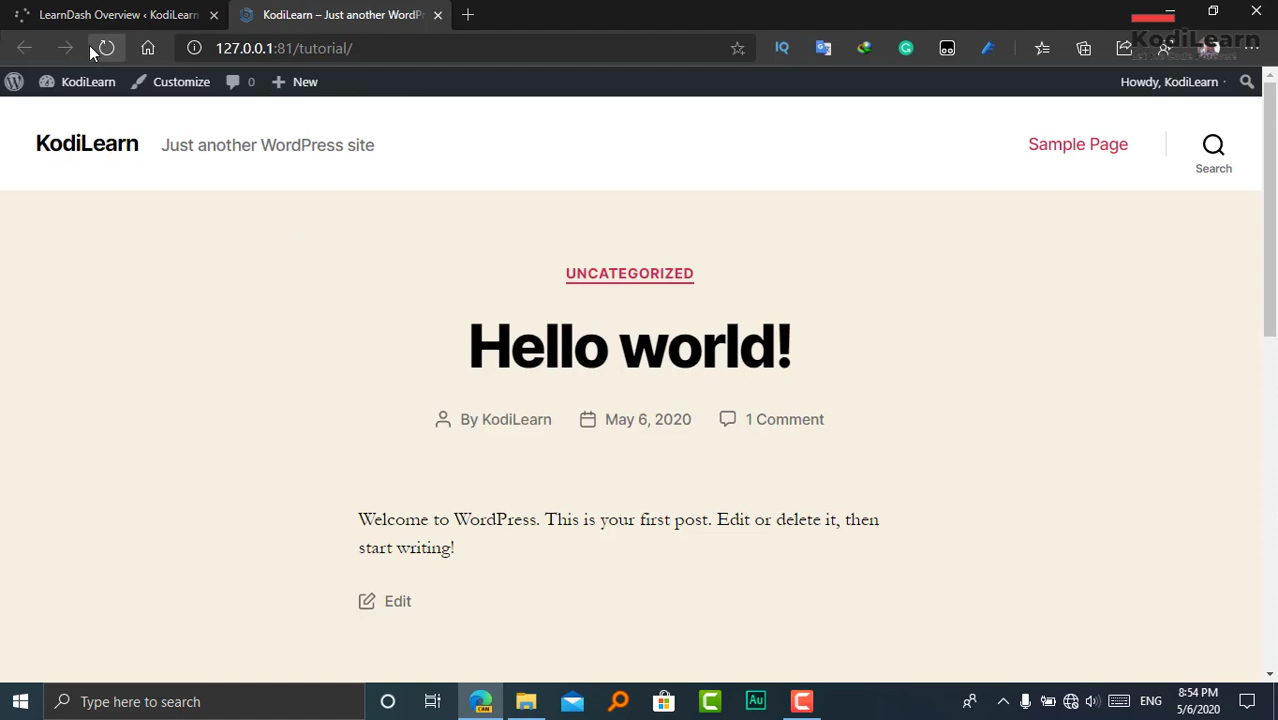 LearnDash Overview ‹ KodiLearn
KodiLearn – Just another WordPr
KodiLearn
127.0.0.1:81/tutorial/
KodiLearn
Customize
0
New
Howdy, KodiLearn
KodiLearn
Just another WordPress site
Sample Page
Search
UNCATEGORIZED
Hello world!
By KodiLearn
May 6, 2020
1 Comment
Welcome to WordPress. This is your first post. Edit or delete it, then
start writing!
Edit
Type here to search
CAN
Au
ENG
8:54 PM
5/6/2020